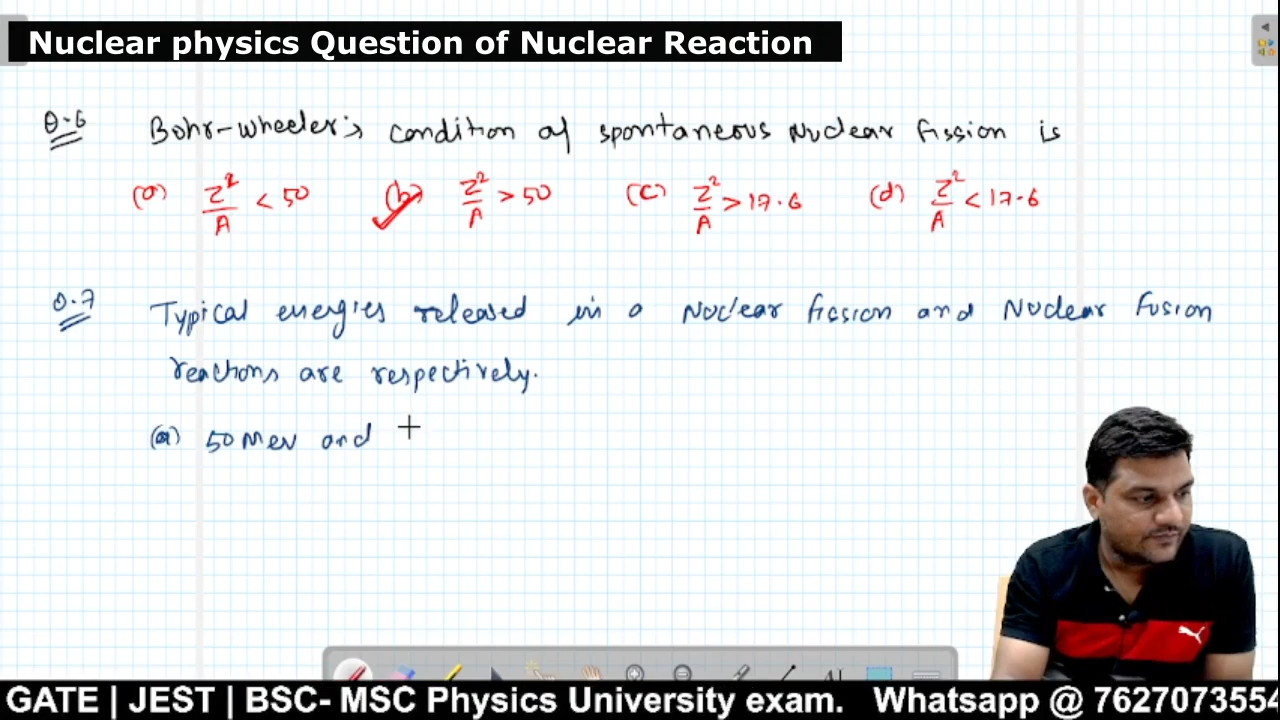 Nuclear physics Question of Nuclear Reaction
Q.6 Bohr-wheeler's condition of spontaneous Nuclear fission is
(a) Z²/A < 50 (b) Z²/A > 50 (c) Z²/A > 17.6 (d) Z²/A < 17.6
Q.7 Typical energies released in a Nuclear fission and Nuclear fusion
reactions are respectively.
(a) 50 Mev and
GATE | JEST | BSC- MSC Physics University exam. Whatsapp @ 7627073554